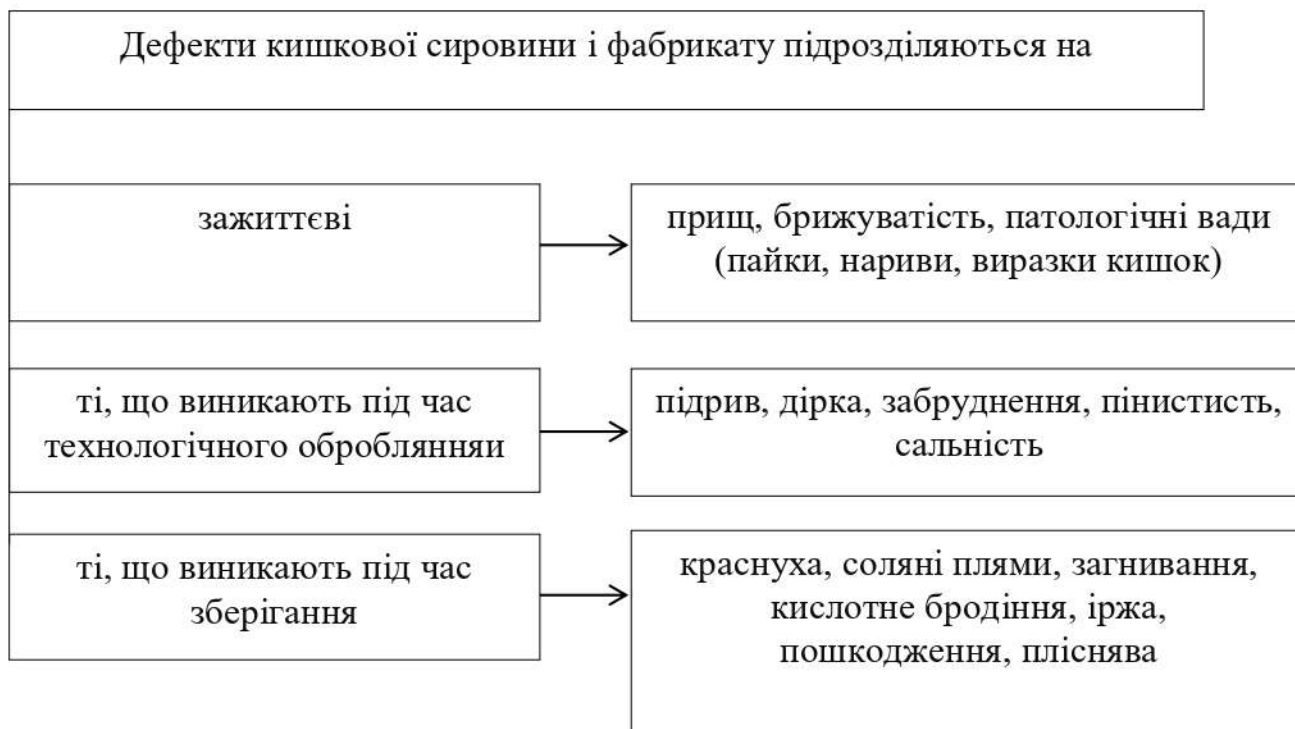 Дефекти кишкової сировини і фабрикату підрозділяються на
зажиттєві
прищ, брижуватість, патологічні вади
(пайки, нариви, виразки кишок)
ті, що виникають під час
технологічного оброблянняи
підрив, дірка, забруднення, пінистисть,
сальність
ті, що виникають під час
зберігання
краснуха, соляні плями, загнивання,
кислотне бродіння, іржа,
пошкодження, пліснява